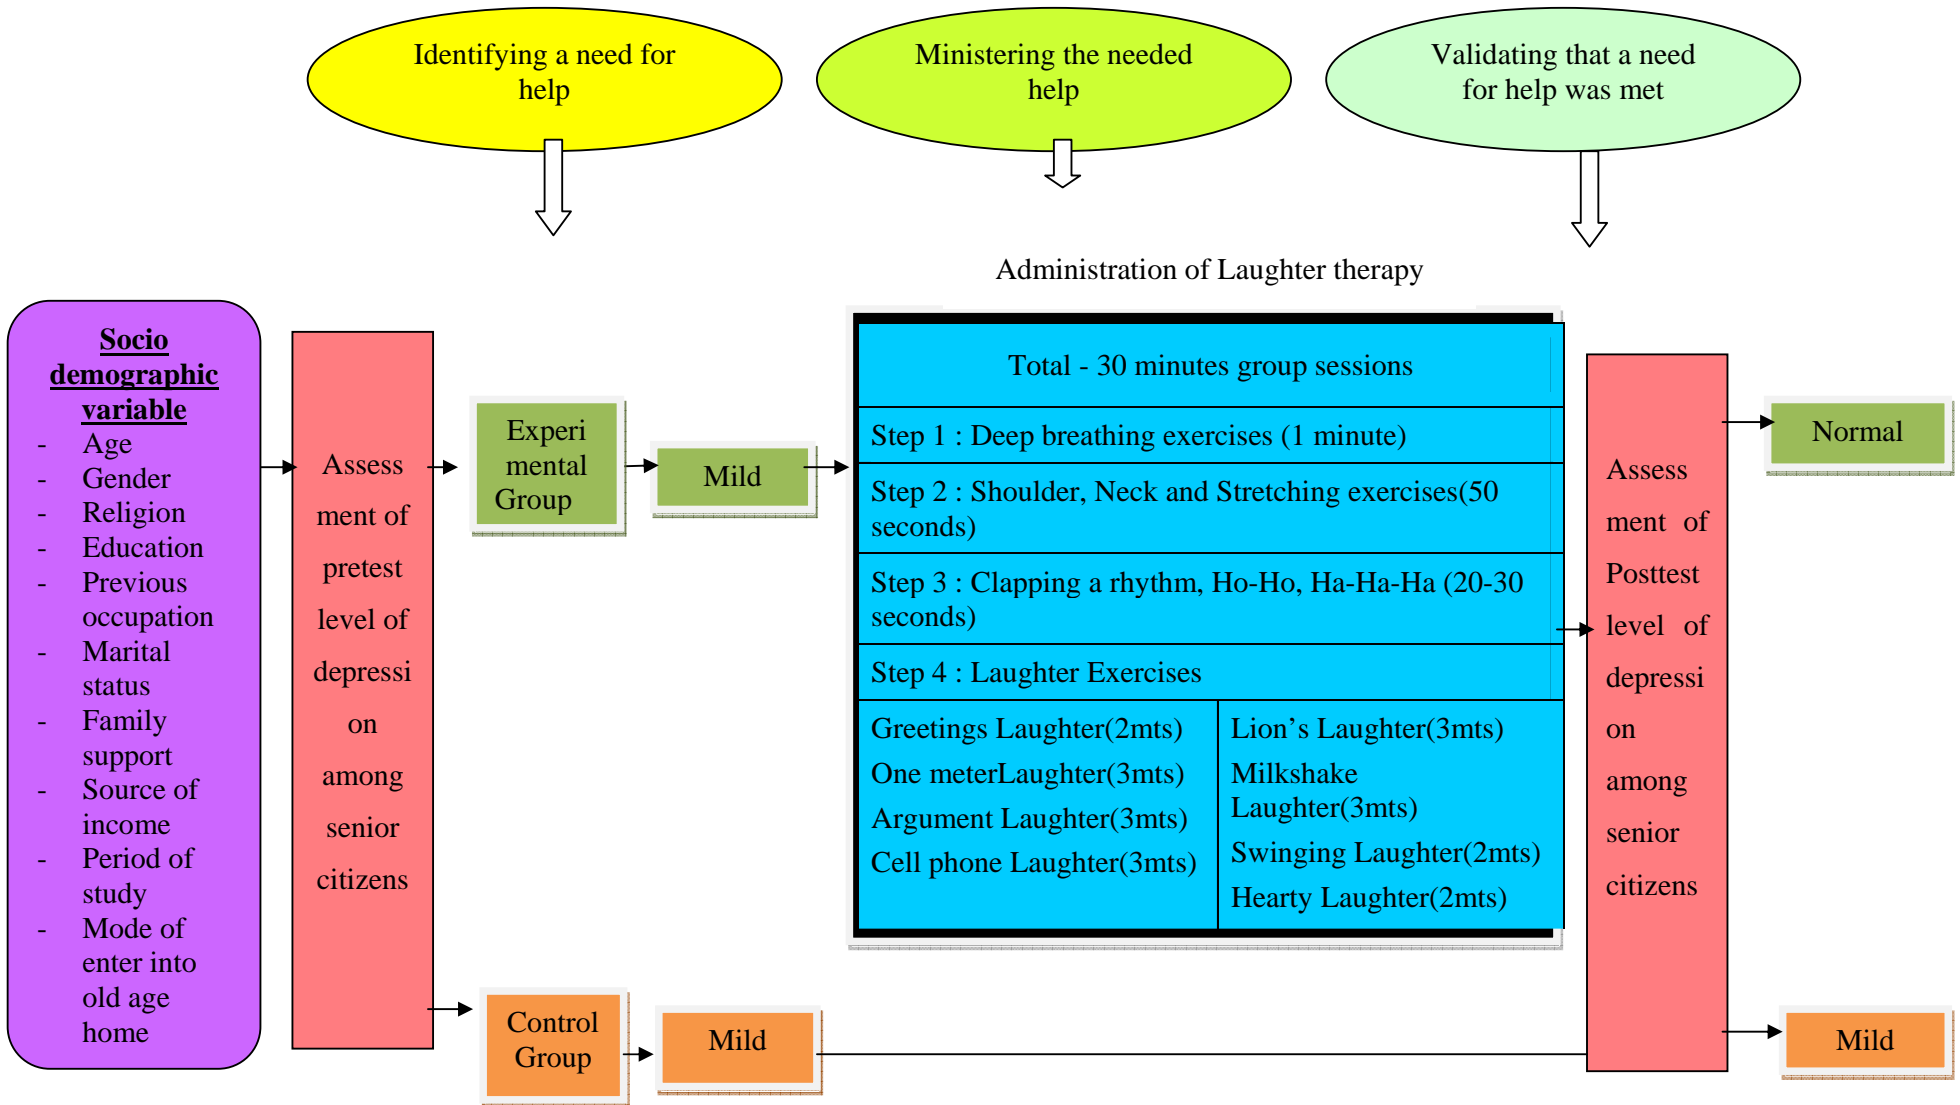 Identifying a need for
help
Ministering the needed
help
Validating that a need
for help was met
Administration of Laughter therapy
Socio
demographic
variable
- Age
- Gender
- Religion
- Education
- Previous
occupation
- Marital
status
- Family
support
- Source of
income
- Period of
study
- Mode of
enter into
old age
home
Assess
ment of
pretest
level of
depressi
on
among
senior
citizens
Experi
mental
Group
Mild
Total - 30 minutes group sessions
Step 1 : Deep breathing exercises (1 minute)
Step 2 : Shoulder, Neck and Stretching exercises(50
seconds)
Step 3 : Clapping a rhythm, Ho-Ho, Ha-Ha-Ha (20-30
seconds)
Step 4 : Laughter Exercises
Greetings Laughter(2mts)
One meterLaughter(3mts)
Argument Laughter(3mts)
Cell phone Laughter(3mts)
Lion’s Laughter(3mts)
Milkshake
Laughter(3mts)
Swinging Laughter(2mts)
Hearty Laughter(2mts)
Assess
ment of
Posttest
level of
depressi
on
among
senior
citizens
Normal
Control
Group
Mild
Mild